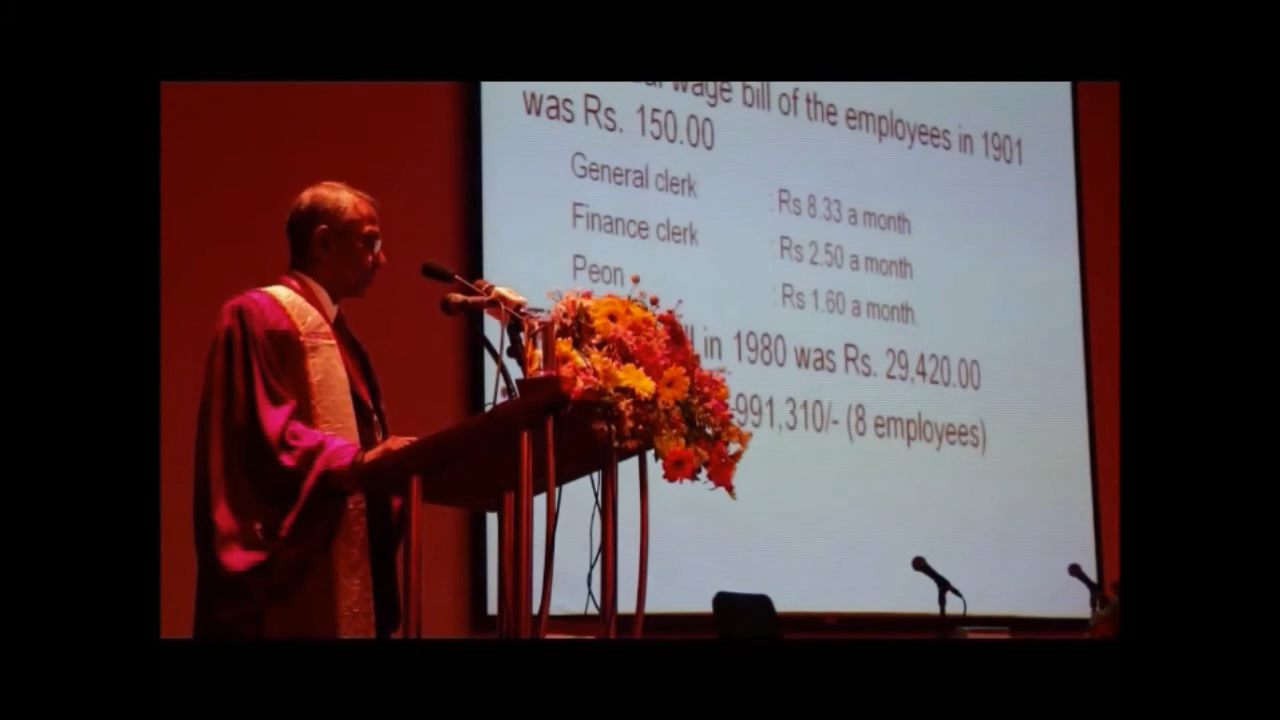 wage bill of the employees in 1901
was Rs. 150.00
General clerk : Rs 8.33 a month
Finance clerk : Rs 2.50 a month
Peon : Rs 1.60 a month.
in 1980 was Rs. 29,420.00
991,310/- (8 employees)